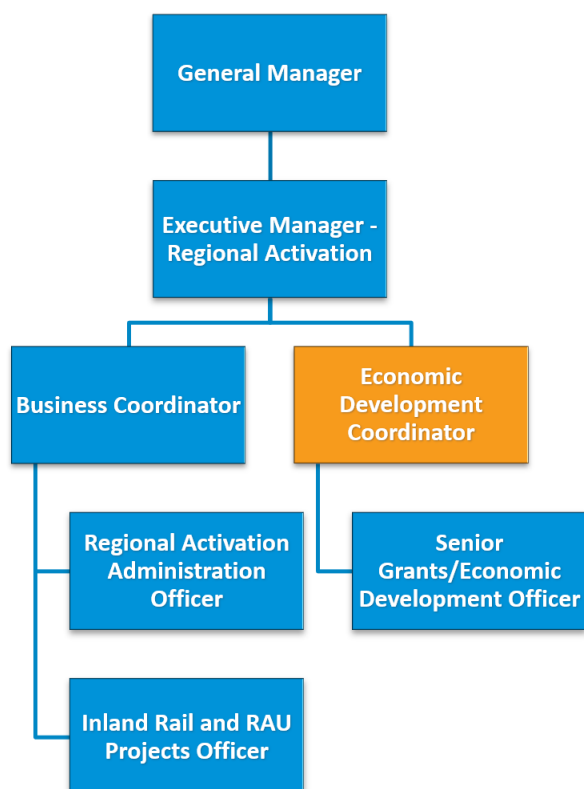 General Manager
Executive Manager -
Regional Activation
Business Coordinator
Economic
Development
Coordinator
Regional Activation
Administration
Officer
Senior
Grants/Economic
Development Officer
Inland Rail and RAU
Projects Officer